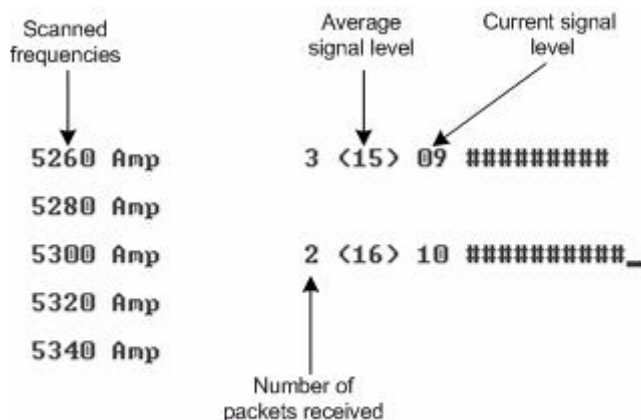 Scanned
frequencies
Average
signal level
Current signal
level
5260 Amp 3 (15) 09 #########
5280 Amp
5300 Amp 2 (16) 10 ##########_
5320 Amp
5340 Amp
Number of
packets received